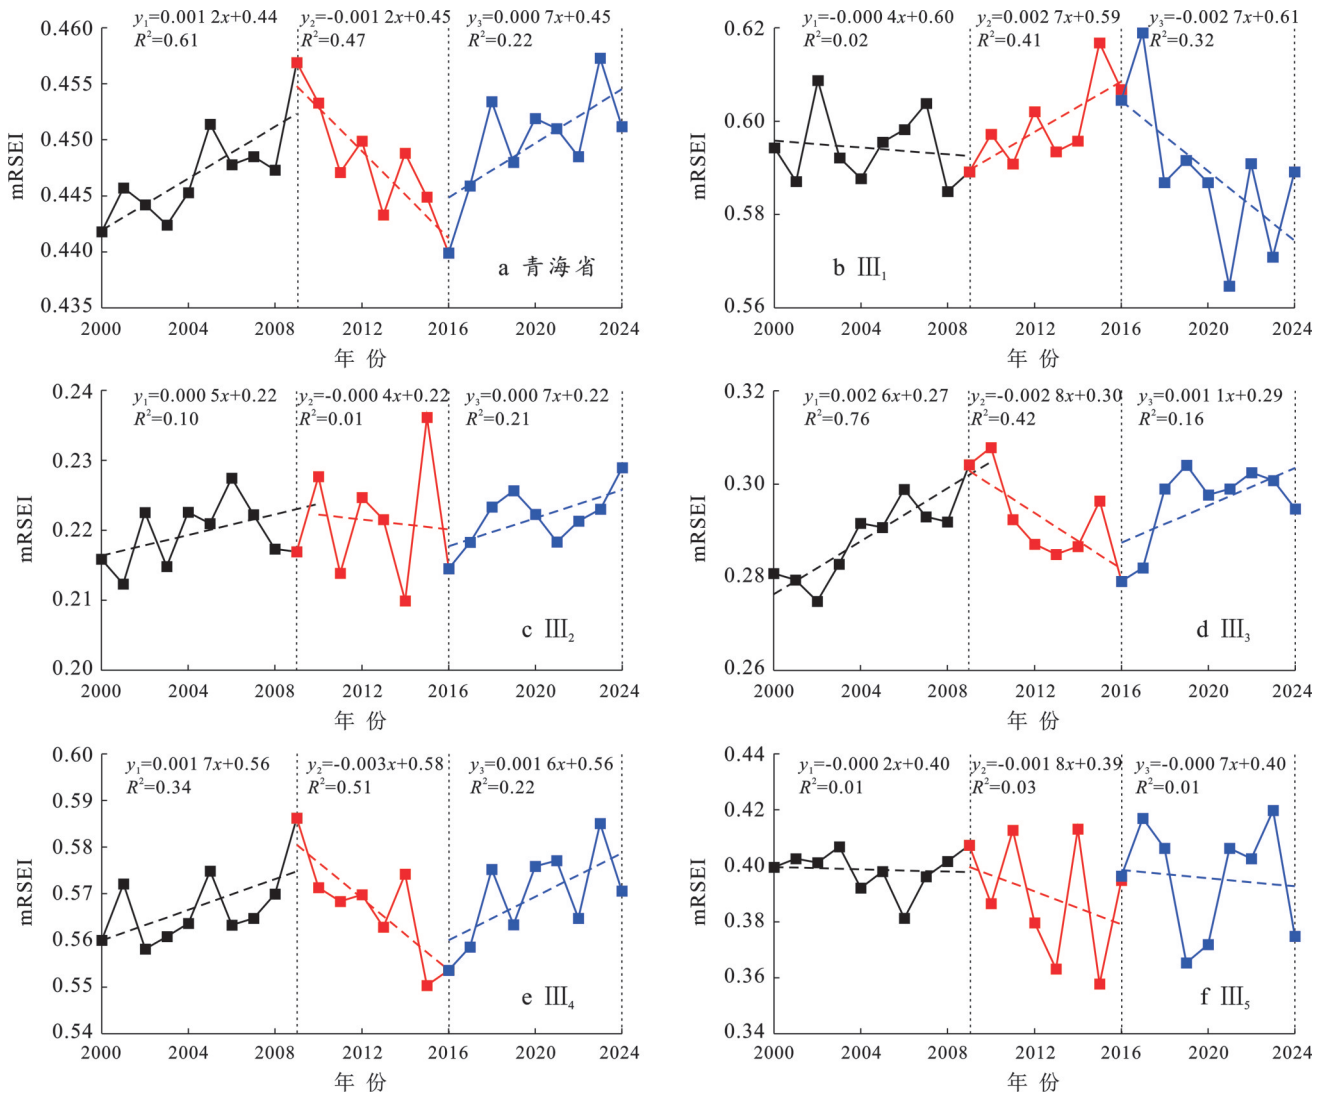 y₁=0.001 2x+0.44 y₂=-0.001 2x+0.45 y₃=0.000 7x+0.45
R²=0.61 R²=0.47 R²=0.22
0.460
0.455
0.450
0.445
0.440
0.435
mRSEI
a 青海省
2000 2004 2008 2012 2016 2020 2024
年 份
y₁=-0.000 4x+0.60 y₂=0.002 7x+0.59 y₃=-0.002 7x+0.61
R²=0.02 R²=0.41 R²=0.32
0.62
0.60
0.58
0.56
mRSEI
b Ⅲ₁
2000 2004 2008 2012 2016 2020 2024
年 份
y₁=0.000 5x+0.22 y₂=-0.000 4x+0.22 y₃=0.000 7x+0.22
R²=0.10 R²=0.01 R²=0.21
0.24
0.23
0.22
0.21
0.20
mRSEI
c Ⅲ₂
2000 2004 2008 2012 2016 2020 2024
年 份
y₁=0.002 6x+0.27 y₂=-0.002 8x+0.30 y₃=0.001 1x+0.29
R²=0.76 R²=0.42 R²=0.16
0.32
0.30
0.28
0.26
mRSEI
d Ⅲ₃
2000 2004 2008 2012 2016 2020 2024
年 份
y₁=0.001 7x+0.56 y₂=-0.003x+0.58 y₃=0.001 6x+0.56
R²=0.34 R²=0.51 R²=0.22
0.60
0.59
0.58
0.57
0.56
0.55
0.54
mRSEI
e Ⅲ₄
2000 2004 2008 2012 2016 2020 2024
年 份
y₁=-0.000 2x+0.40 y₂=-0.001 8x+0.39 y₃=-0.000 7x+0.40
R²=0.01 R²=0.03 R²=0.01
0.44
0.42
0.40
0.38
0.36
0.34
mRSEI
f Ⅲ₅
2000 2004 2008 2012 2016 2020 2024
年 份